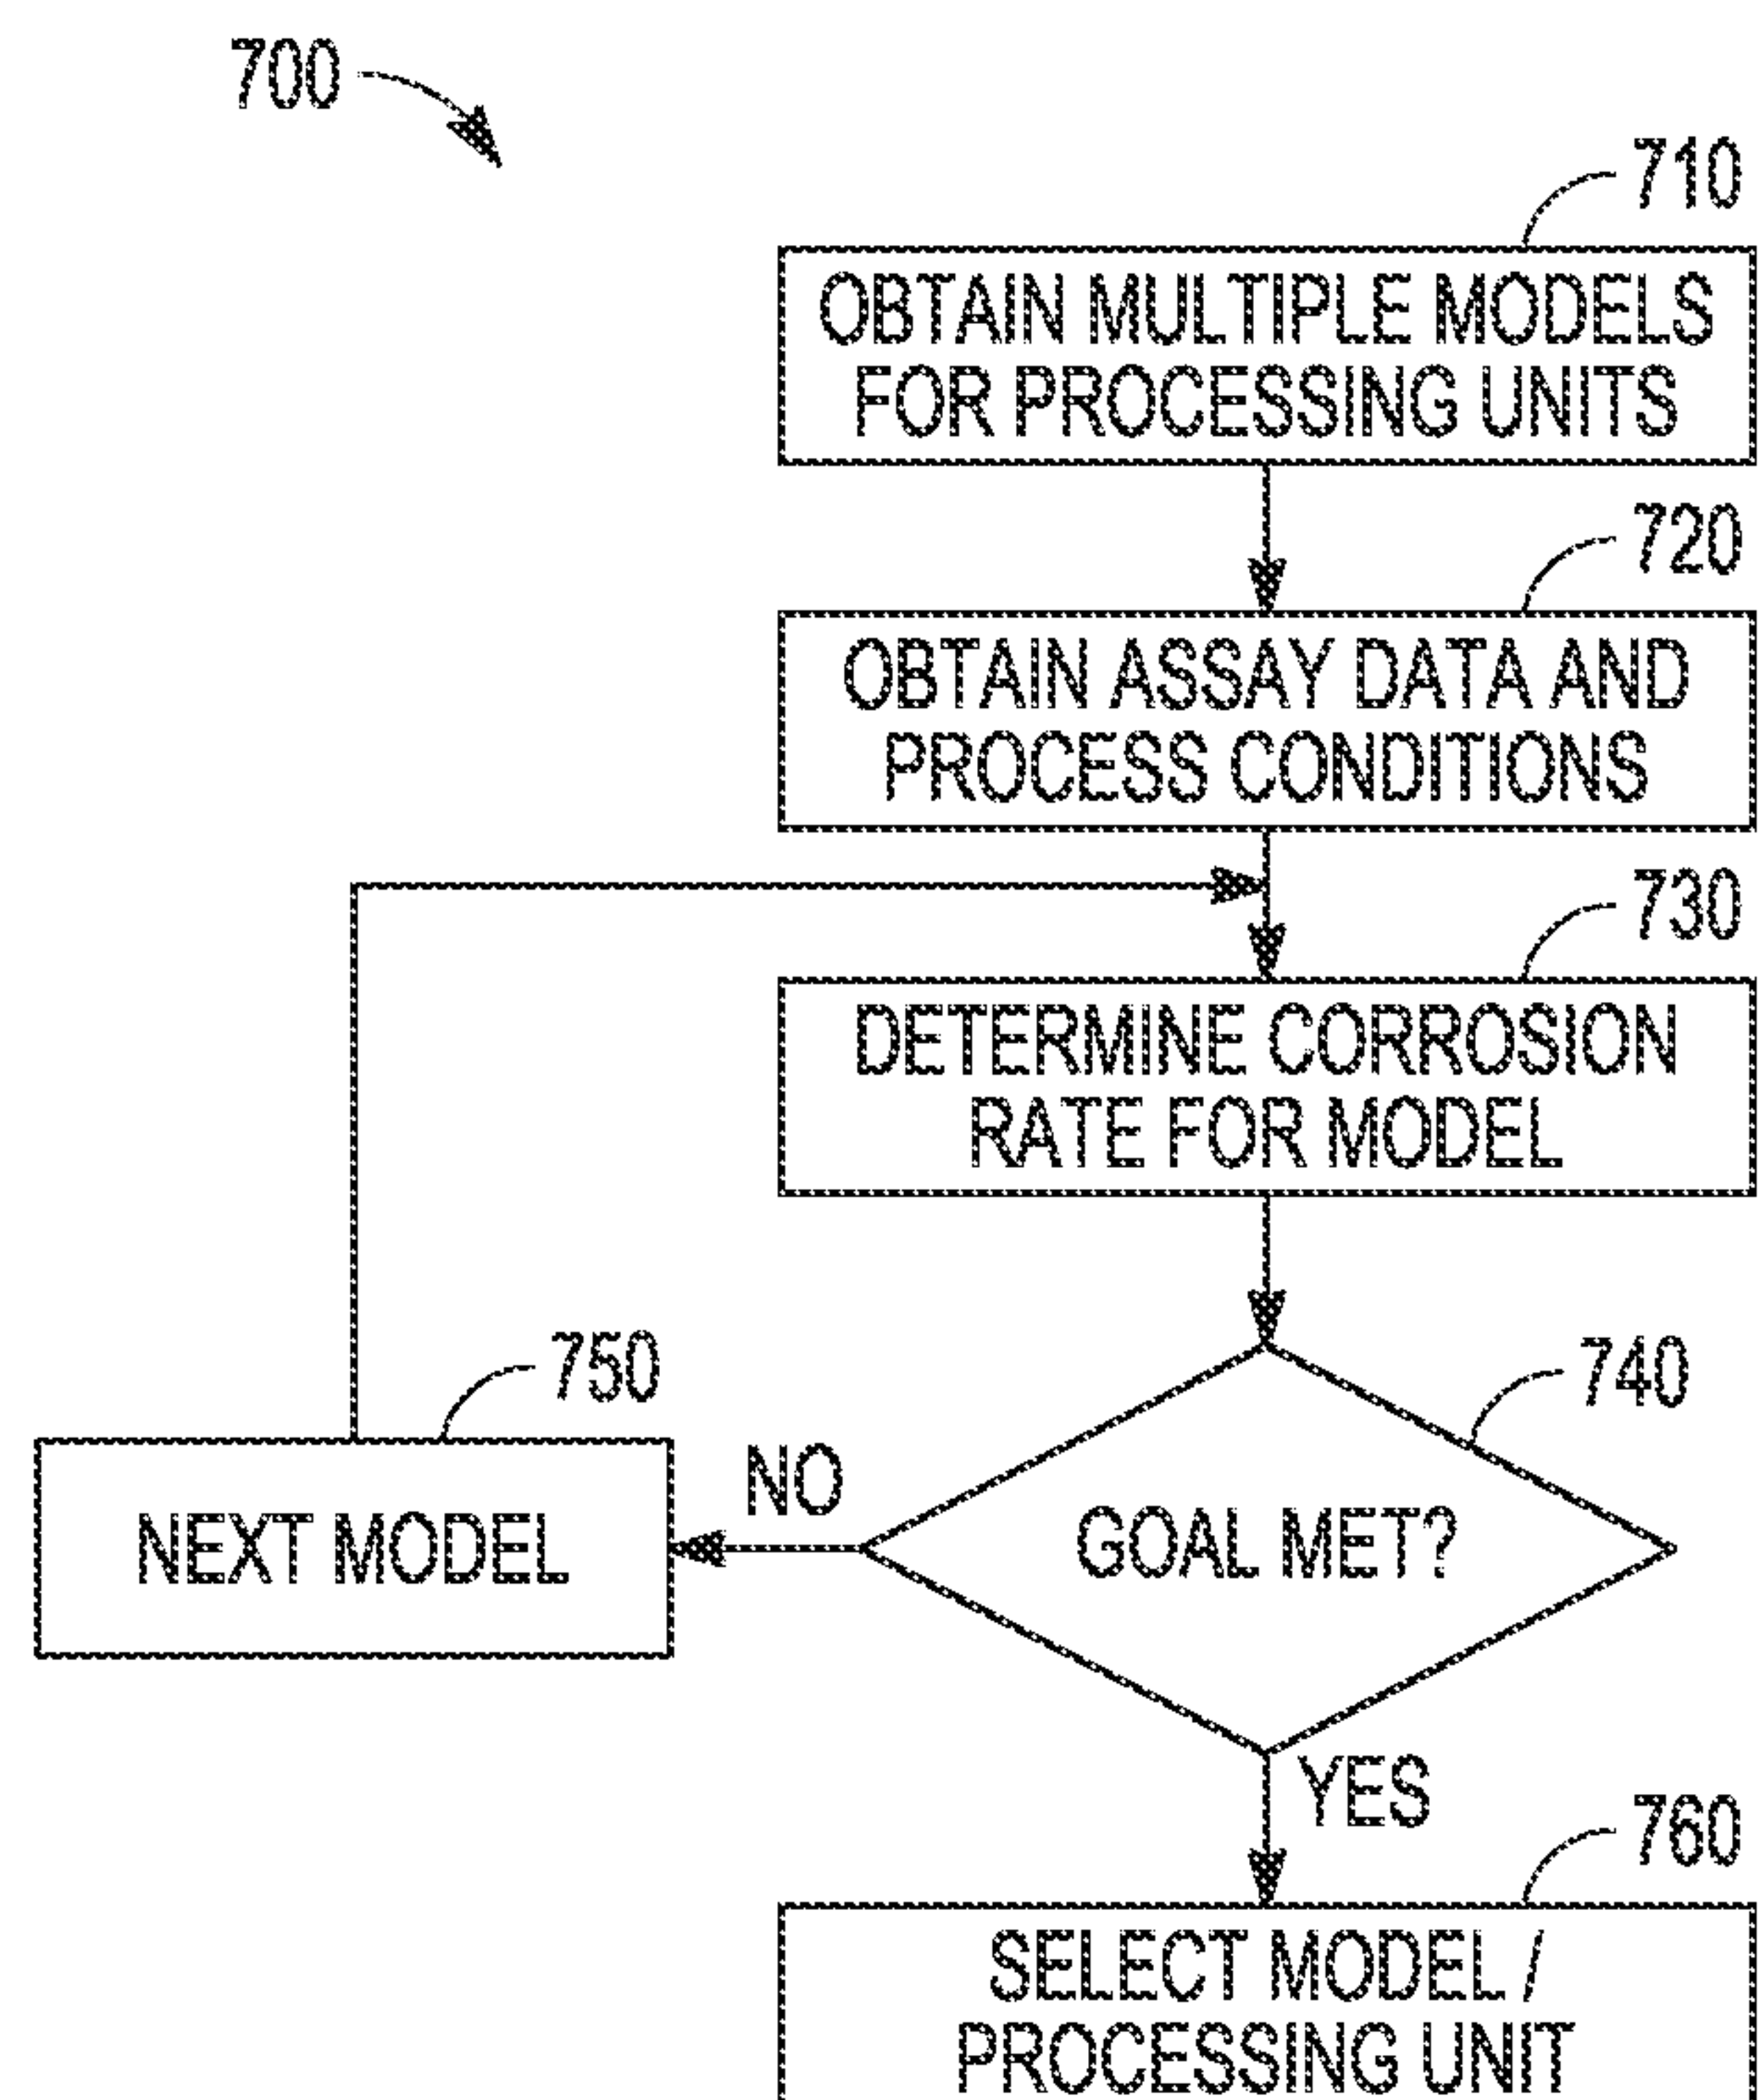 700
710
OBTAIN MULTIPLE MODELS
FOR PROCESSING UNITS
720
OBTAIN ASSAY DATA AND
PROCESS CONDITIONS
730
DETERMINE CORROSION
RATE FOR MODEL
740
GOAL MET?
NO
750
NEXT MODEL
YES
760
SELECT MODEL /
PROCESSING UNIT